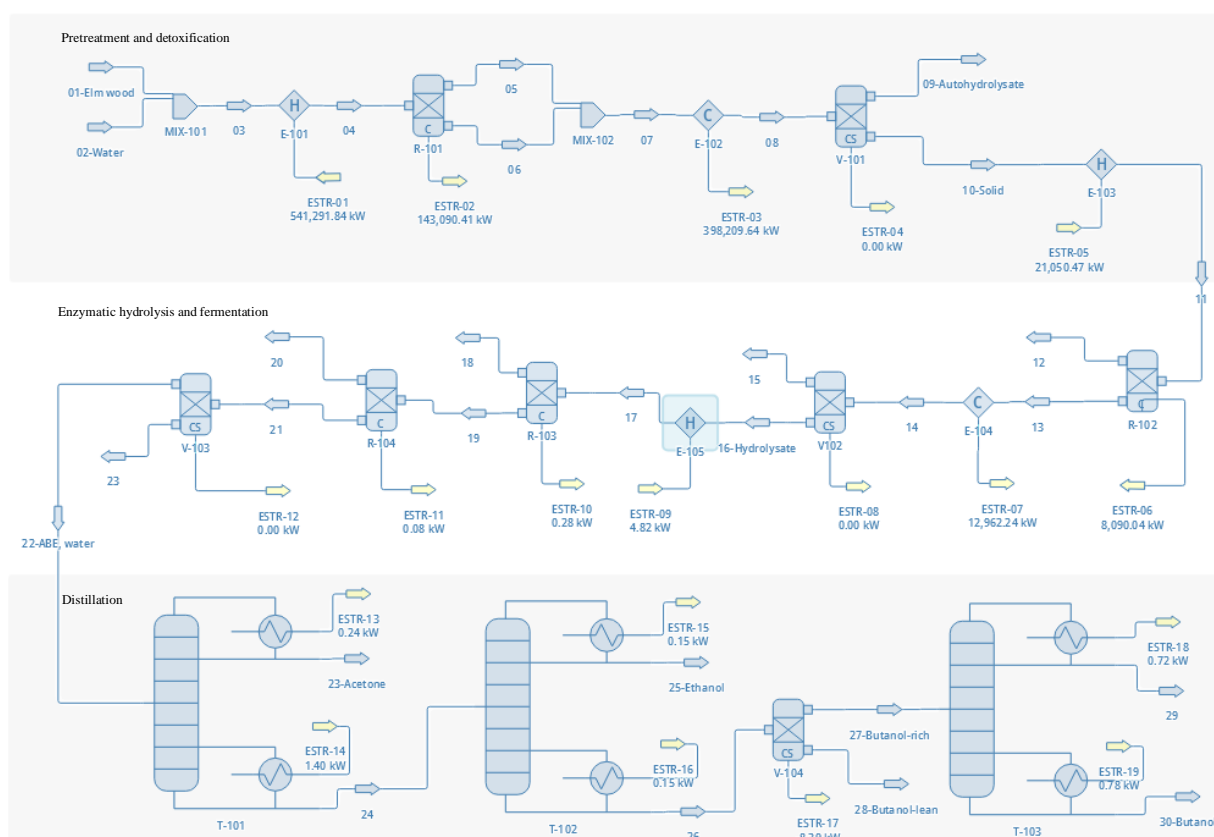 Pretreatment and detoxification
01-Elm wood
02-Water
MIX-101
03
H
E-101
04
ESTR-01
541,291.84 kW
C
R-101
ESTR-02
143,090.41 kW
05
06
MIX-102
07
C
E-102
ESTR-03
398,209.64 kW
08
CS
V-101
ESTR-04
0.00 kW
09-Autohydrolysate
10-Solid
H
E-103
ESTR-05
21,050.47 kW
11
Enzymatic hydrolysis and fermentation
12
C
R-102
ESTR-06
8,090.04 kW
13
C
E-104
ESTR-07
12,962.24 kW
14
15
CS
V102
ESTR-08
0.00 kW
16-Hydrolysate
H
E-105
ESTR-09
4.82 kW
17
18
C
R-103
ESTR-10
0.28 kW
19
20
C
R-104
ESTR-11
0.08 kW
21
CS
V-103
ESTR-12
0.00 kW
23
22-ABE, water
Distillation
ESTR-13
0.24 kW
23-Acetone
ESTR-14
1.40 kW
24
T-101
ESTR-15
0.15 kW
25-Ethanol
ESTR-16
0.15 kW
26
T-102
CS
V-104
ESTR-17
27-Butanol-rich
28-Butanol-lean
ESTR-18
0.72 kW
29
ESTR-19
0.78 kW
30-Butano
T-103